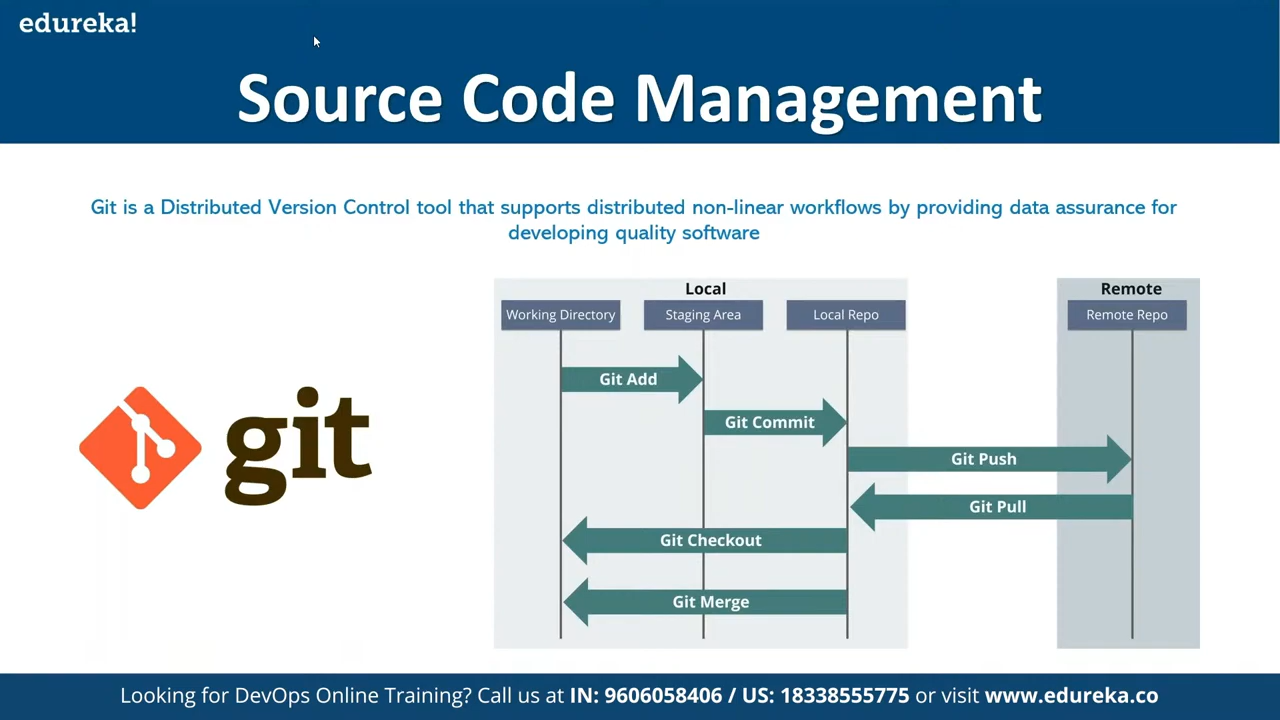 edureka!
Source Code Management
Git is a Distributed Version Control tool that supports distributed non-linear workflows by providing data assurance for
developing quality software
Local
Remote
Working Directory
Staging Area
Local Repo
Remote Repo
Git Add
Git Commit
Git Push
Git Pull
Git Checkout
Git Merge
git
Looking for DevOps Online Training? Call us at IN: 9606058406 / US: 18338555775 or visit www.edureka.co